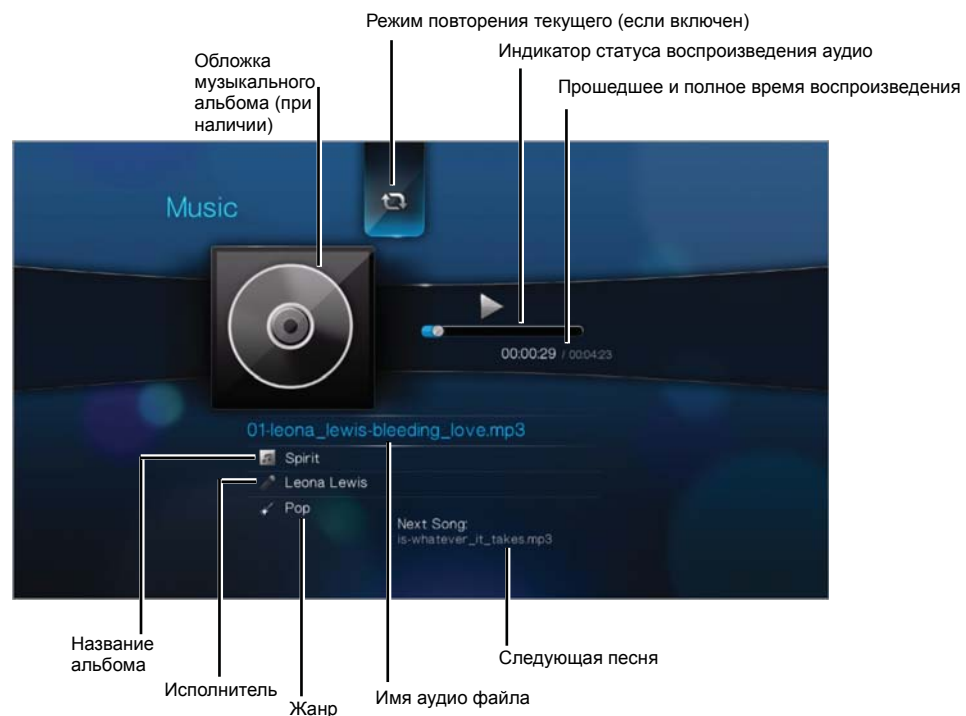 Режим повторения текущего (если включен)
Индикатор статуса воспроизведения аудио
Обложка
музыкального
альбома (при
наличии)
Прошедшее и полное время воспроизведения
Music
00:00:29 / 00:04:23
01-leona_lewis-bleeding_love.mp3
Spirit
Leona Lewis
Pop
Next Song:
is-whatever_it_takes.mp3
Название
альбома
Следующая песня
Исполнитель
Имя аудио файла
Жанр